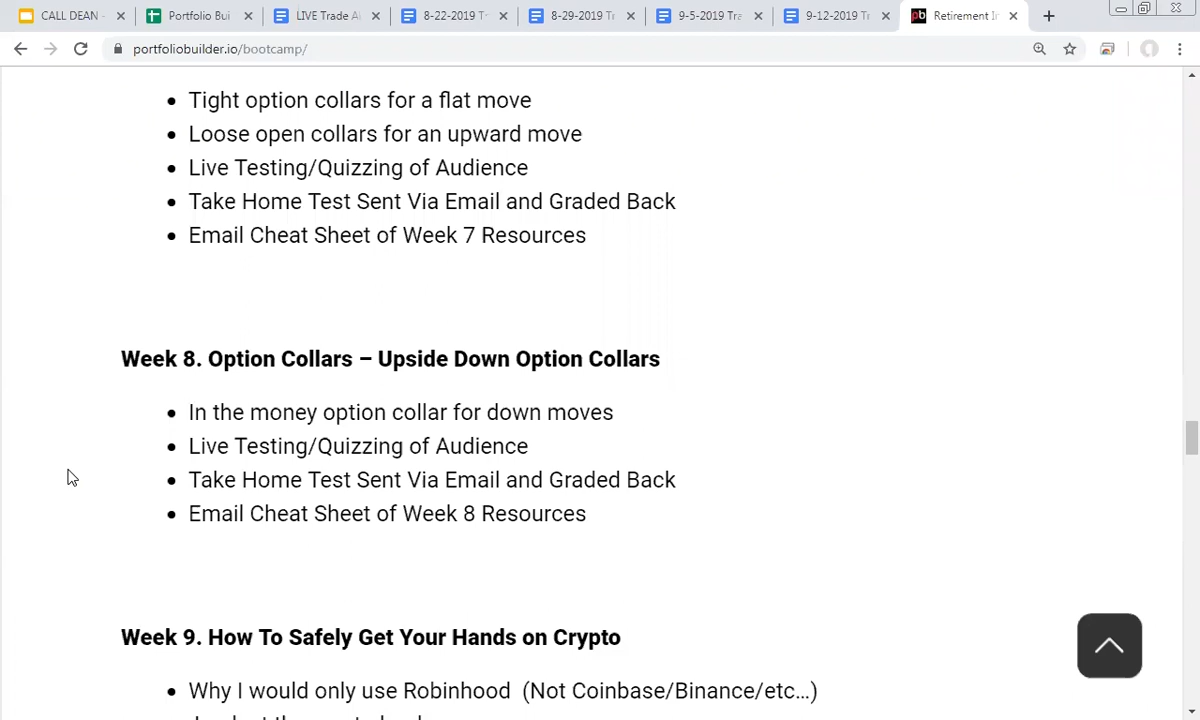 CALL DEAN -
Portfolio Bui
LIVE Trade A
8-22-2019 T
8-29-2019 Tr
9-5-2019 Tra
9-12-2019 Tr
pb Retirement Ir
portfoliobuilder.io/bootcamp/
• Tight option collars for a flat move
• Loose open collars for an upward move
• Live Testing/Quizzing of Audience
• Take Home Test Sent Via Email and Graded Back
• Email Cheat Sheet of Week 7 Resources
Week 8. Option Collars – Upside Down Option Collars
• In the money option collar for down moves
• Live Testing/Quizzing of Audience
• Take Home Test Sent Via Email and Graded Back
• Email Cheat Sheet of Week 8 Resources
Week 9. How To Safely Get Your Hands on Crypto
• Why I would only use Robinhood (Not Coinbase/Binance/etc...)